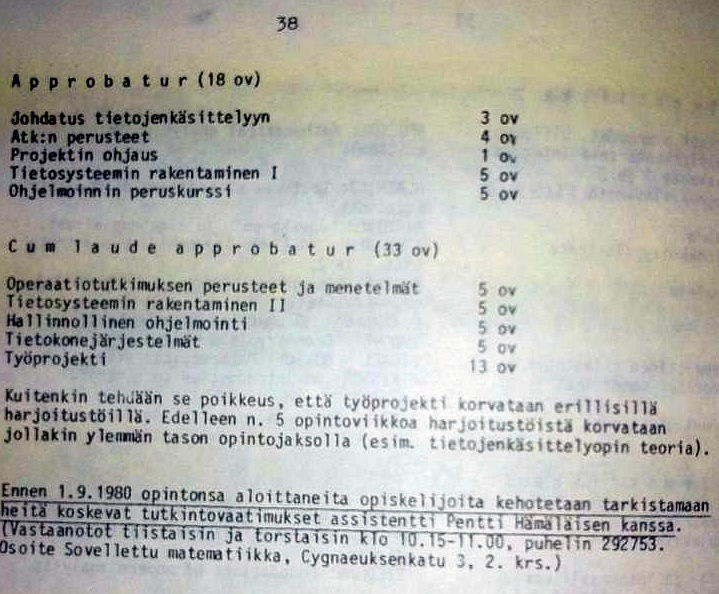 38
A p p r o b a t u r (18 ov)
Johdatus tietojenkäsittelyyn 3 ov
Atk:n perusteet 4 ov
Projektin ohjaus 1 ov
Tietosysteemin rakentaminen I 5 ov
Ohjelmoinnin peruskurssi 5 ov
C u m l a u d e a p p r o b a t u r (33 ov)
Operaatiotutkimuksen perusteet ja menetelmät 5 ov
Tietosysteemin rakentaminen II 5 ov
Hallinnollinen ohjelmointi 5 ov
Tietokonejärjestelmät 5 ov
Työprojekti 13 ov
Kuitenkin tehdään se poikkeus, että työprojekti korvataan erillisillä
harjoitustöillä. Edelleen n. 5 opintoviikkoa harjoitustöistä korvataan
jollakin ylemmän tason opintojaksolla (esim. tietojenkäsittelyopin teoria).
Ennen 1.9.1980 opintonsa aloittaneita opiskelijoita kehotetaan tarkistamaan
heitä koskevat tutkintovaatimukset assistentti Pentti Hämäläisen kanssa.
(Vastaanotot tiistaisin ja torstaisin klo 10.15-11.00, puhelin 292753.
Osoite Sovellettu matematiikka, Cygnaeuksenkatu 3, 2. krs.)